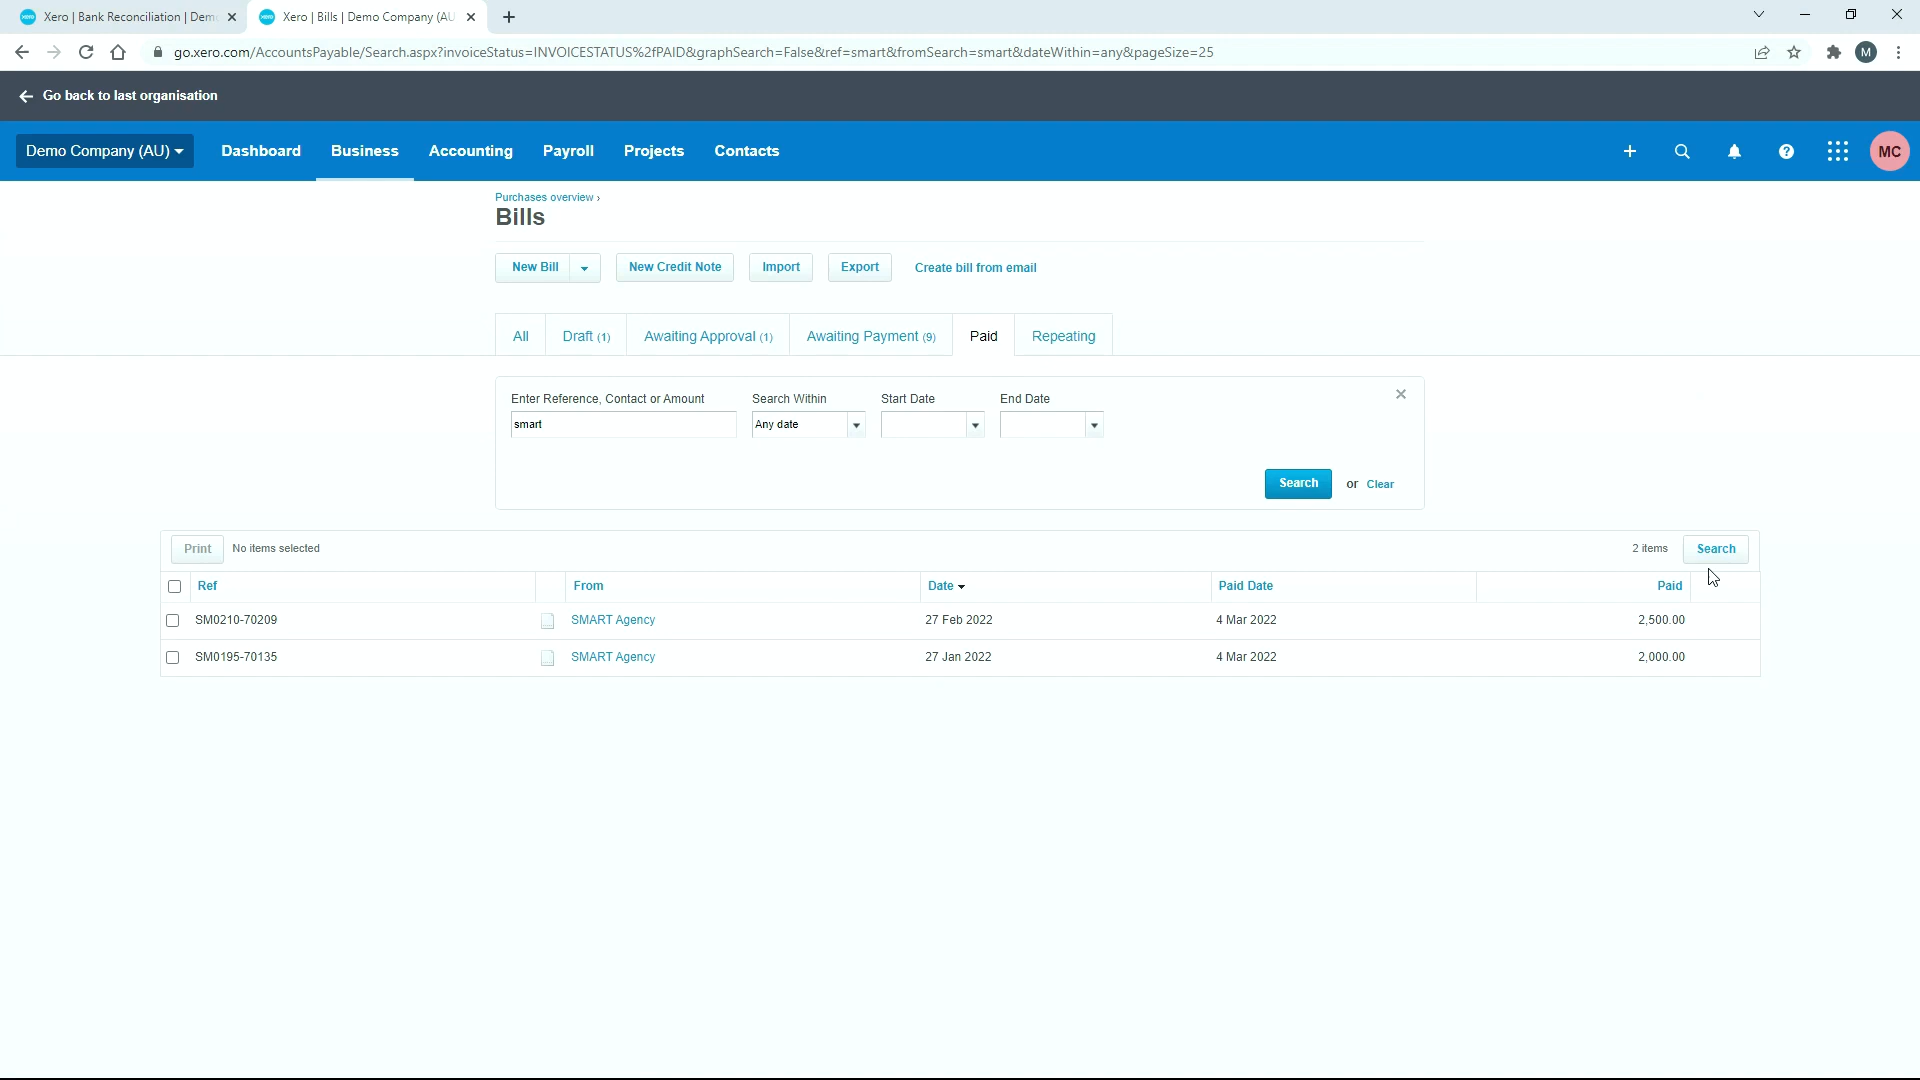 Xero | Bank Reconciliation | Dem
Xero | Bills | Demo Company (AU
go.xero.com/AccountsPayable/Search.aspx?invoiceStatus=INVOICESTATUS%2fPAID&graphSearch=False&ref=smart&fromSearch=smart&dateWithin=any&pageSize=25
M
Go back to last organisation
Demo Company (AU) Dashboard Business Accounting Payroll Projects Contacts
MC
Purchases overview ›
Bills
New Bill New Credit Note Import Export Create bill from email
All Draft (1) Awaiting Approval (1) Awaiting Payment (9) Paid Repeating
Enter Reference, Contact or Amount Search Within Start Date End Date
smart Any date
Search or Clear
Print No items selected 2 items Search
Ref From Date Paid Date Paid
SM0210-70209 SMART Agency 27 Feb 2022 4 Mar 2022 2,500.00
SM0195-70135 SMART Agency 27 Jan 2022 4 Mar 2022 2,000.00